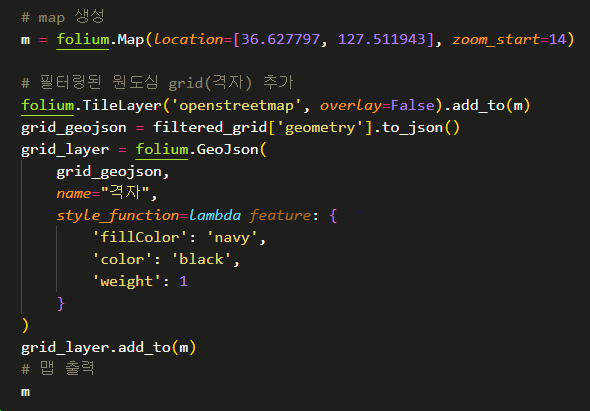 # map 생성
m = folium.Map(location=[36.627797, 127.511943], zoom_start=14)

# 필터링된 원도심 grid(격자) 추가
folium.TileLayer('openstreetmap', overlay=False).add_to(m)
grid_geojson = filtered_grid['geometry'].to_json()
grid_layer = folium.GeoJson(
    grid_geojson,
    name="격자",
    style_function=lambda feature: {
        'fillColor': 'navy',
        'color': 'black',
        'weight': 1
    }
)
grid_layer.add_to(m)
# 맵 출력
m